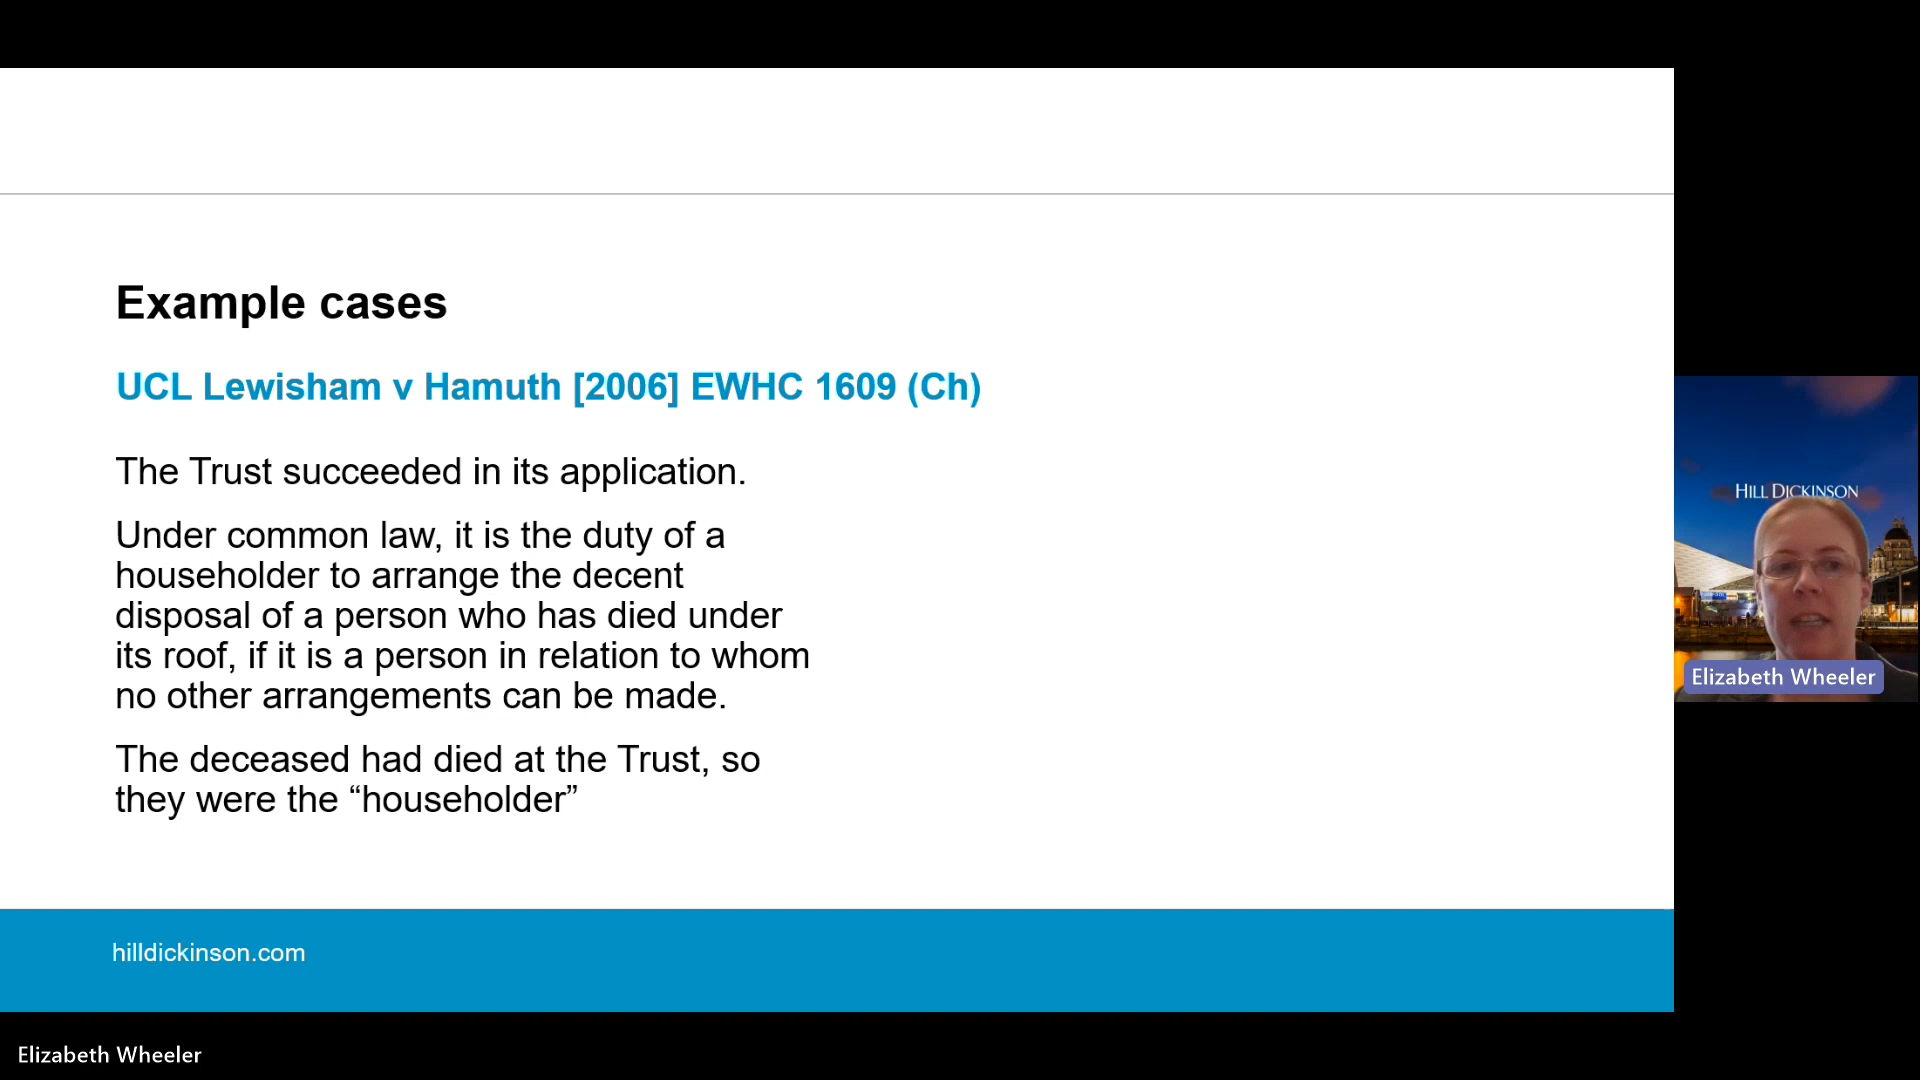 Example cases
UCL Lewisham v Hamuth [2006] EWHC 1609 (Ch)
The Trust succeeded in its application.
Under common law, it is the duty of a
householder to arrange the decent
disposal of a person who has died under
its roof, if it is a person in relation to whom
no other arrangements can be made.
The deceased had died at the Trust, so
they were the “householder”
hilldickinson.com
HILL DICKINSON
Elizabeth Wheeler
Elizabeth Wheeler